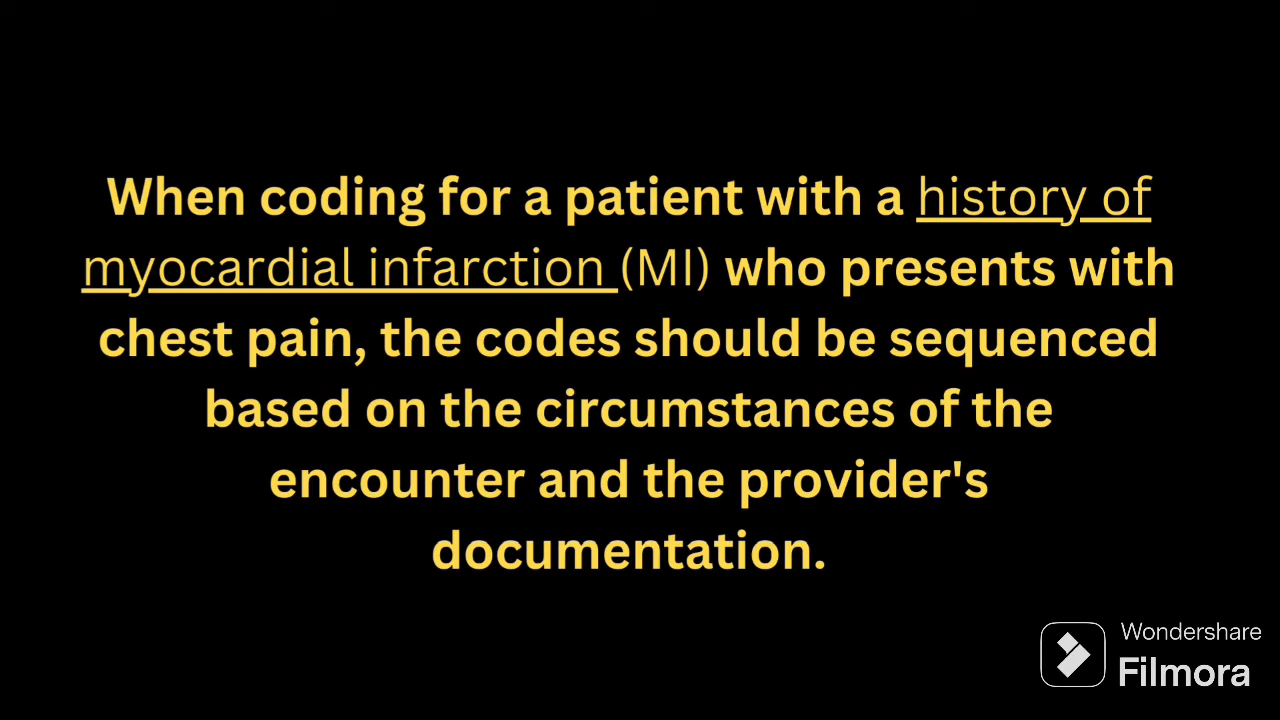 When coding for a patient with a history of
myocardial infarction (MI) who presents with
chest pain, the codes should be sequenced
based on the circumstances of the
encounter and the provider's
documentation.
Wondershare
Filmora